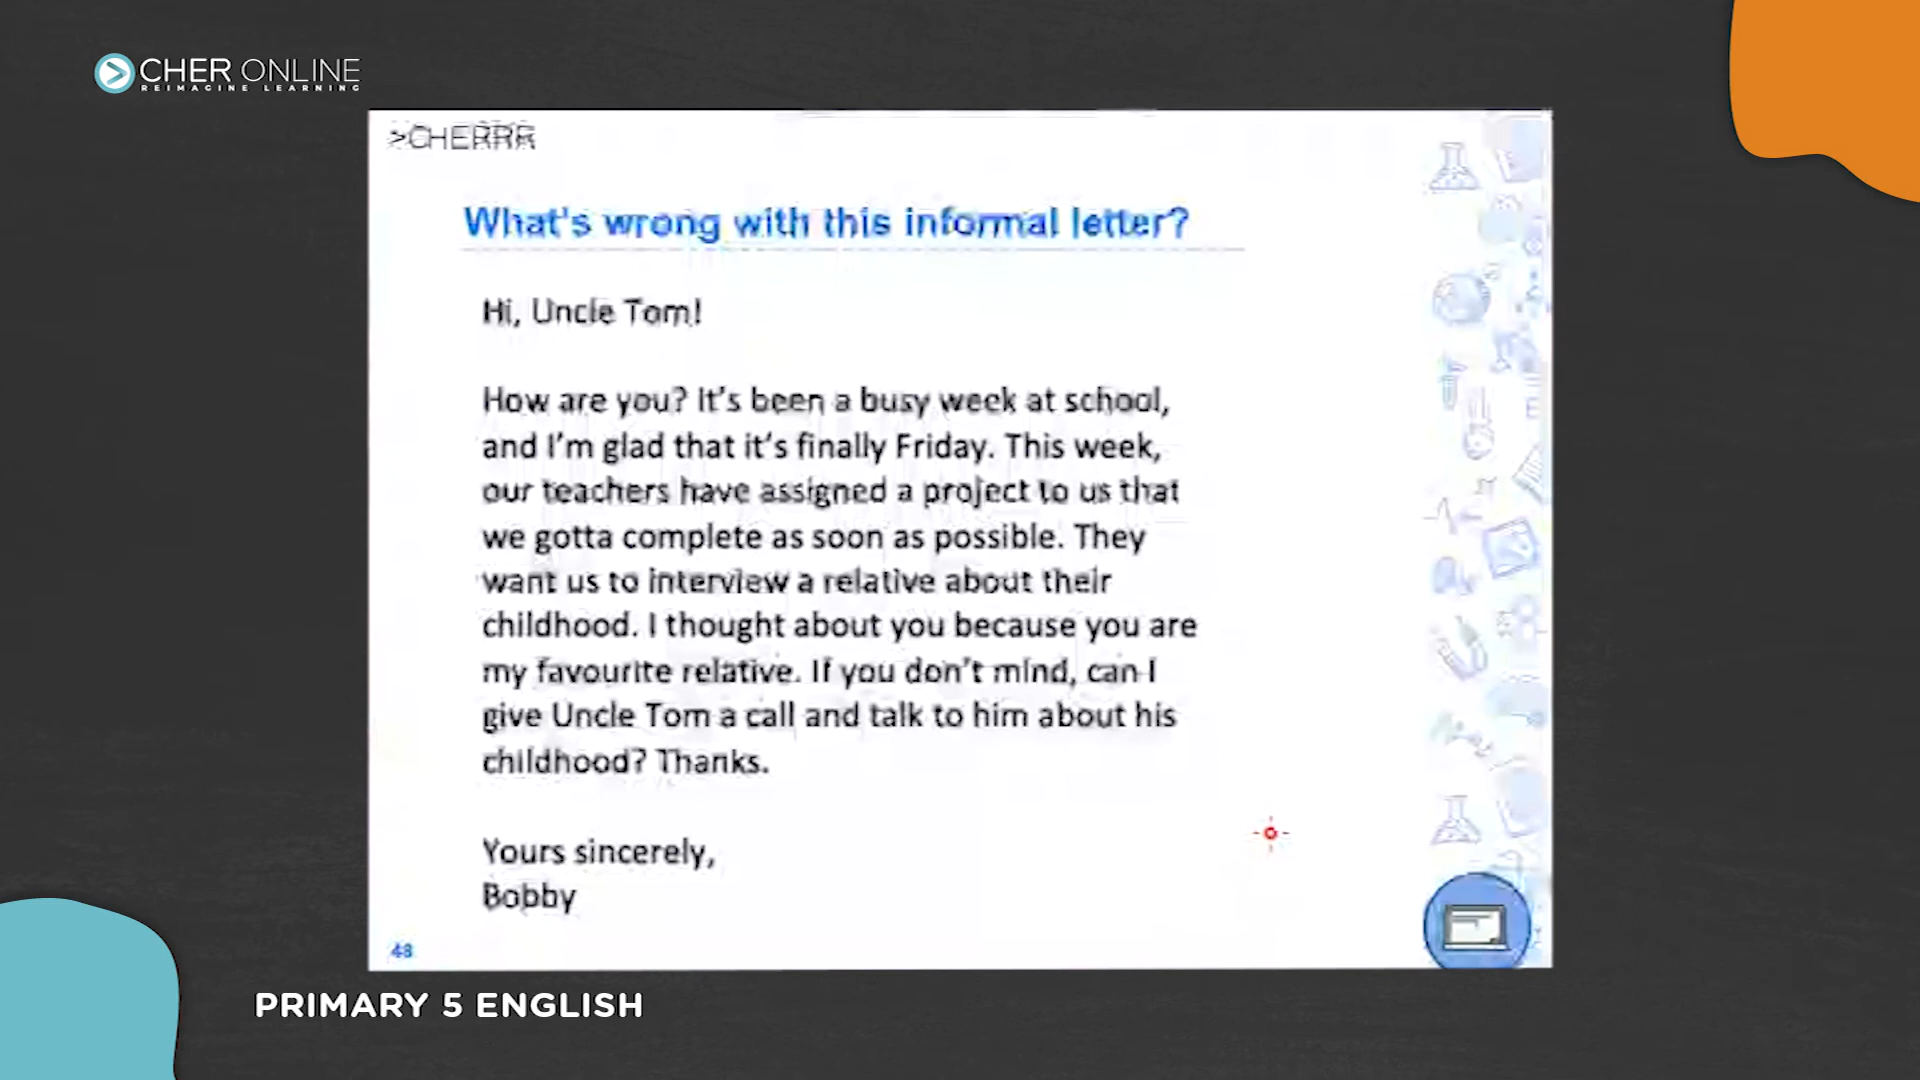 CHER ONLINE
REIMAGINE LEARNING
>CHERRR
What's wrong with this informal letter?
Hi, Uncle Tom!
How are you? It's been a busy week at school,
and I'm glad that it's finally Friday. This week,
our teachers have assigned a project to us that
we gotta complete as soon as possible. They
want us to interview a relative about their
childhood. I thought about you because you are
my favourite relative. If you don't mind, can I
give Uncle Tom a call and talk to him about his
childhood? Thanks.
Yours sincerely,
Bobby
48
PRIMARY 5 ENGLISH